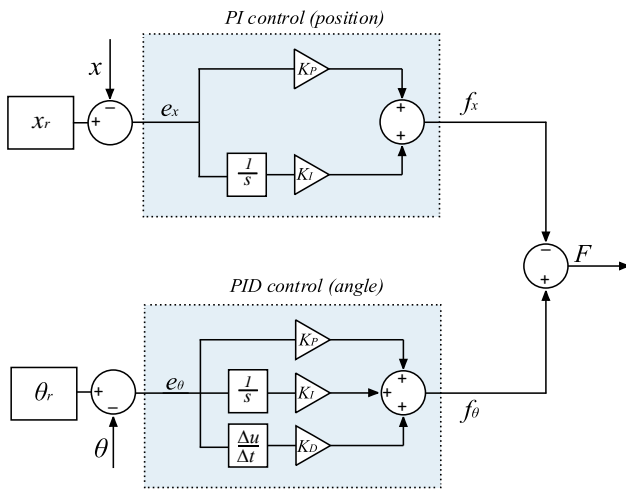 PI control (position)
x
−
x_r
+
e_x
K_P
+
+
1/s
K_I
f_x
−
+
F
PID control (angle)
θ_r
+
−
θ
e_θ
K_P
1/s
K_I
Δu/Δt
K_D
+
+
+
f_θ